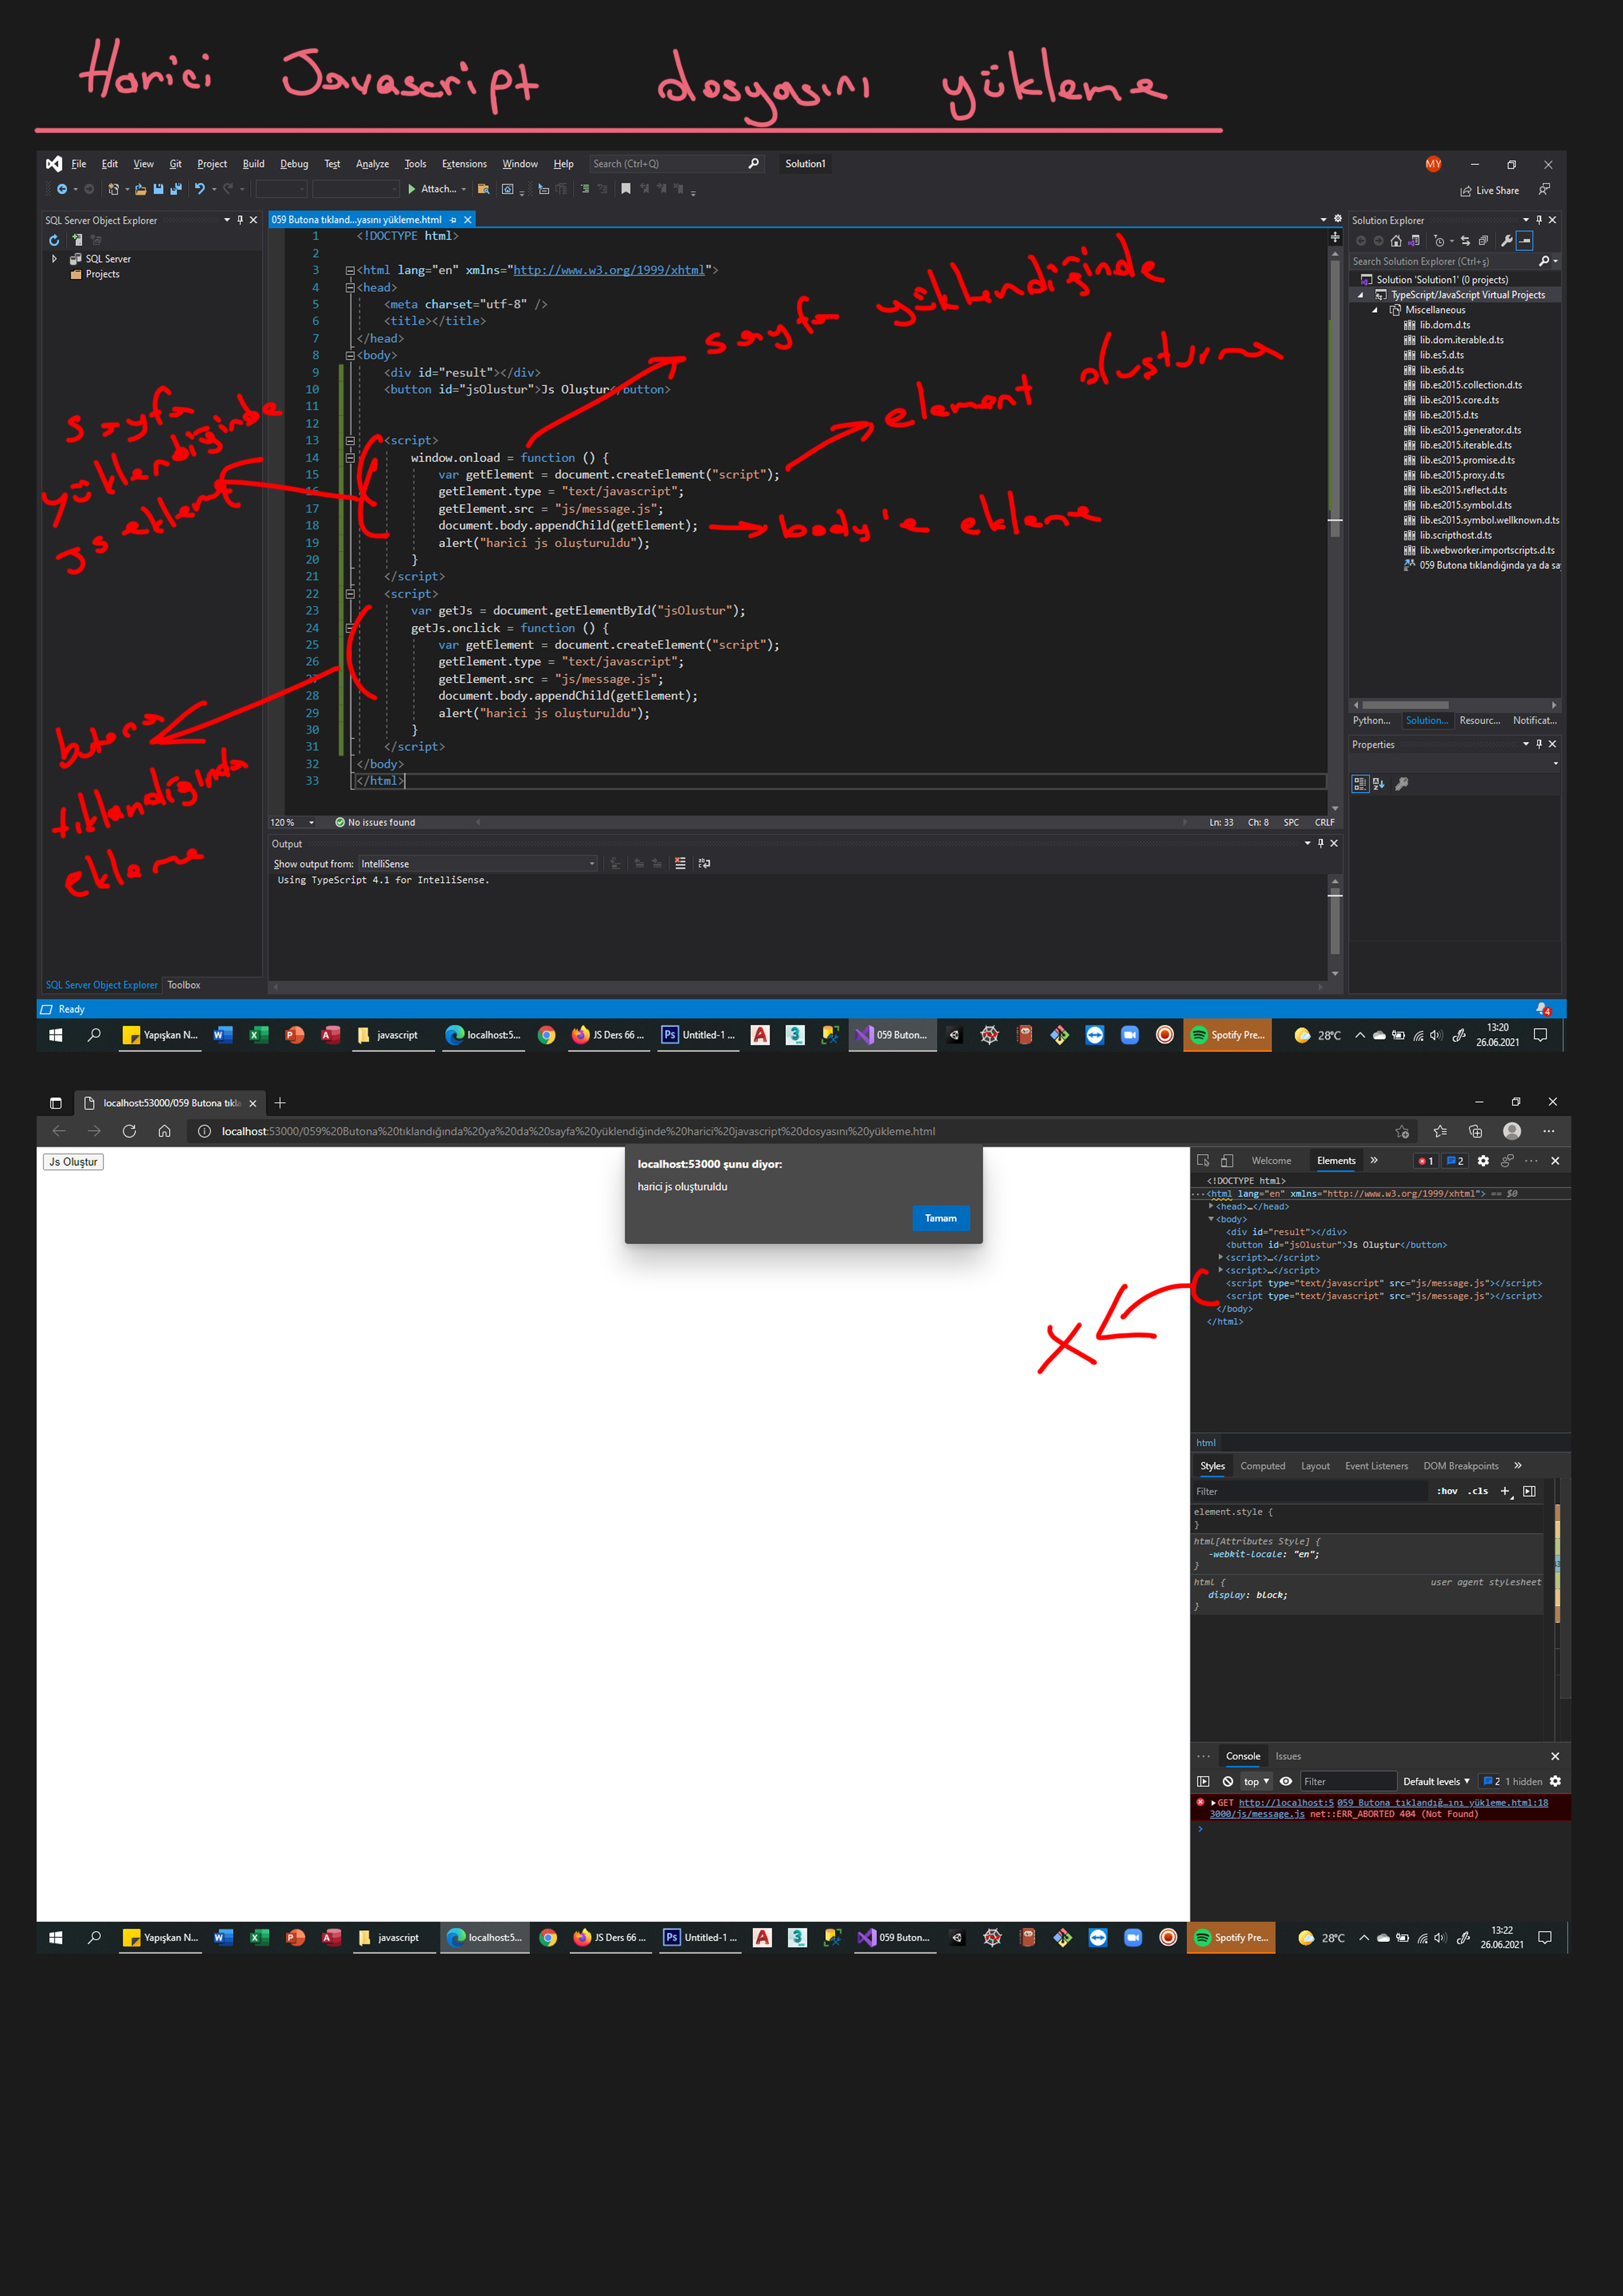 Harici Javascript dosyasını yükleme
File Edit View Git Project Build Debug Test Analyze Tools Extensions Window Help Search (Ctrl+Q) Solution1 MY
Attach... Live Share
SQL Server Object Explorer
SQL Server
Projects
059 Butona tıkland...yasını yükleme.html
1 <!DOCTYPE html>
2
3 <html lang="en" xmlns="http://www.w3.org/1999/xhtml">
4 <head>
5 <meta charset="utf-8" />
6 <title></title>
7 </head>
8 <body>
9 <div id="result"></div>
10 <button id="jsOlustur">Js Oluştur</button>
11
12
13 <script>
14 window.onload = function () {
15 var getElement = document.createElement("script");
16 getElement.type = "text/javascript";
17 getElement.src = "js/message.js";
18 document.body.appendChild(getElement);
19 alert("harici js oluşturuldu");
20 }
21 </script>
22 <script>
23 var getJs = document.getElementById("jsOlustur");
24 getJs.onclick = function () {
25 var getElement = document.createElement("script");
26 getElement.type = "text/javascript";
27 getElement.src = "js/message.js";
28 document.body.appendChild(getElement);
29 alert("harici js oluşturuldu");
30 }
31 </script>
32 </body>
33 </html>
sayfa yüklendiğinde
element oluşturma
body'e ekleme
sayfa
yüklendiğinde
js ekleme
butona
tıklandığında
ekleme
120 % No issues found Ln: 33 Ch: 8 SPC CRLF
Output
Show output from: IntelliSense
Using TypeScript 4.1 for IntelliSense.
SQL Server Object Explorer Toolbox
Solution Explorer
Search Solution Explorer (Ctrl+ş)
Solution 'Solution1' (0 projects)
TypeScript/JavaScript Virtual Projects
Miscellaneous
lib.dom.d.ts
lib.dom.iterable.d.ts
lib.es5.d.ts
lib.es6.d.ts
lib.es2015.collection.d.ts
lib.es2015.core.d.ts
lib.es2015.d.ts
lib.es2015.generator.d.ts
lib.es2015.iterable.d.ts
lib.es2015.promise.d.ts
lib.es2015.proxy.d.ts
lib.es2015.reflect.d.ts
lib.es2015.symbol.d.ts
lib.es2015.symbol.wellknown.d.ts
lib.scripthost.d.ts
lib.webworker.importscripts.d.ts
059 Butona tıklandığında ya da sa
Python... Solution... Resourc... Notificat...
Properties
Ready 4
Yapışkan N... javascript localhost:5... JS Ders 66 ... Untitled-1 ... 059 Buton... Spotify Pre... 28°C 13:20
26.06.2021
localhost:53000/059 Butona tıkla
localhost:53000/059%20Butona%20tıklandığında%20ya%20da%20sayfa%20yüklendiğinde%20harici%20javascript%20dosyasını%20yükleme.html
Js Oluştur
localhost:53000 şunu diyor:
harici js oluşturuldu
Tamam
X
Welcome Elements 1 2
<!DOCTYPE html>
<html lang="en" xmlns="http://www.w3.org/1999/xhtml"> == $0
<head>…</head>
<body>
<div id="result"></div>
<button id="jsOlustur">Js Oluştur</button>
<script>…</script>
<script>…</script>
<script type="text/javascript" src="js/message.js"></script>
<script type="text/javascript" src="js/message.js"></script>
</body>
</html>
html
Styles Computed Layout Event Listeners DOM Breakpoints
Filter :hov .cls
element.style {
}
html[Attributes Style] {
-webkit-locale: "en";
}
html { user agent stylesheet
display: block;
}
Console Issues
top Filter Default levels 2 1 hidden
GET http://localhost:5 059 Butona tıklandığ…ını yükleme.html:18
3000/js/message.js net::ERR_ABORTED 404 (Not Found)
Yapışkan N... javascript localhost:5... JS Ders 66 ... Untitled-1 ... 059 Buton... Spotify Pre... 28°C 13:22
26.06.2021